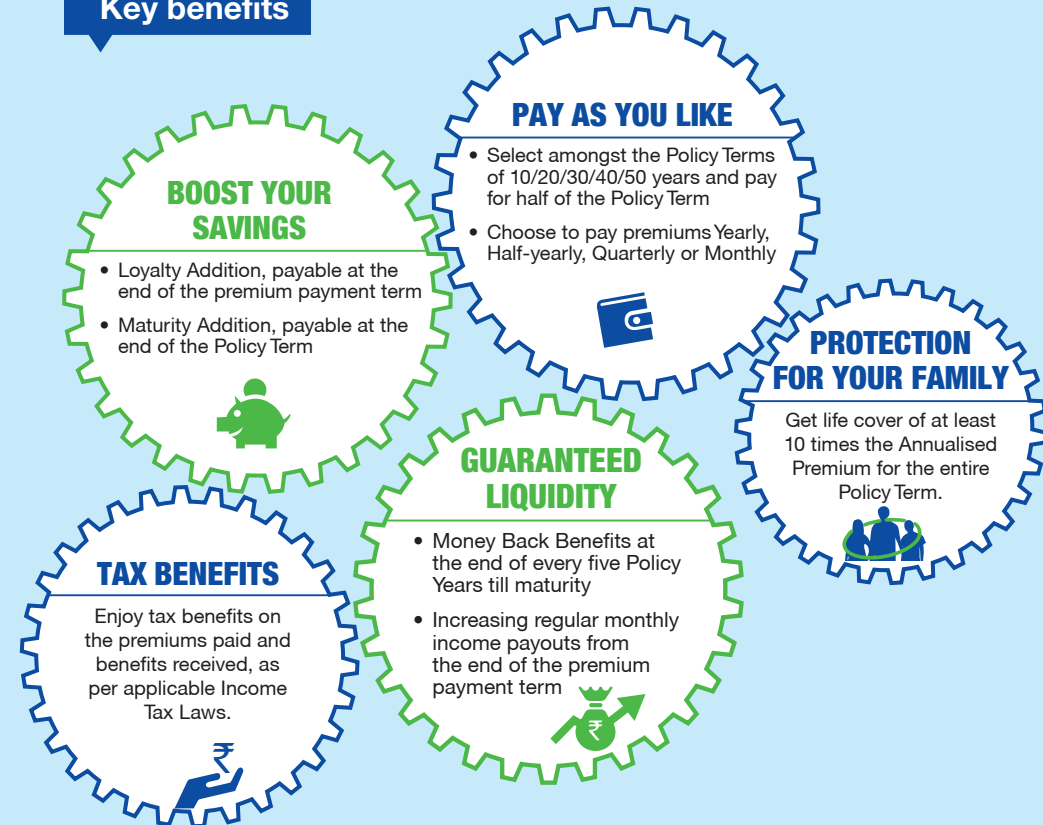 Key benefits
PAY AS YOU LIKE
• Select amongst the Policy Terms
of 10/20/30/40/50 years and pay
for half of the Policy Term
• Choose to pay premiums Yearly,
Half-yearly, Quarterly or Monthly
BOOST YOUR
SAVINGS
• Loyalty Addition, payable at the
end of the premium payment term
• Maturity Addition, payable at the
end of the Policy Term
PROTECTION
FOR YOUR FAMILY
Get life cover of at least
10 times the Annualised
Premium for the entire
Policy Term.
GUARANTEED
LIQUIDITY
• Money Back Benefits at
the end of every five Policy
Years till maturity
• Increasing regular monthly
income payouts from
the end of the premium
payment term
₹
TAX BENEFITS
Enjoy tax benefits on
the premiums paid and
benefits received, as
per applicable Income
Tax Laws.
₹